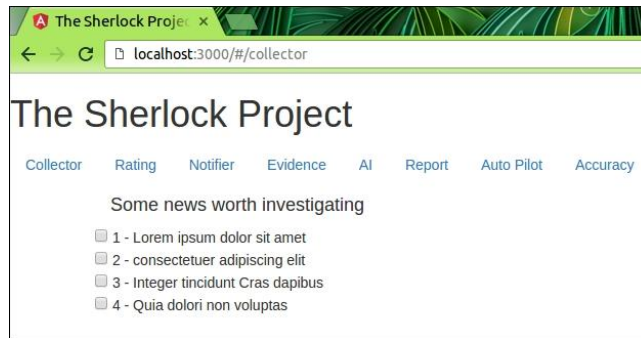 The Sherlock Proje
localhost:3000/#/collector
The Sherlock Project
Collector Rating Notifier Evidence AI Report Auto Pilot Accuracy
Some news worth investigating
1 - Lorem ipsum dolor sit amet
2 - consectetuer adipiscing elit
3 - Integer tincidunt Cras dapibus
4 - Quia dolori non voluptas